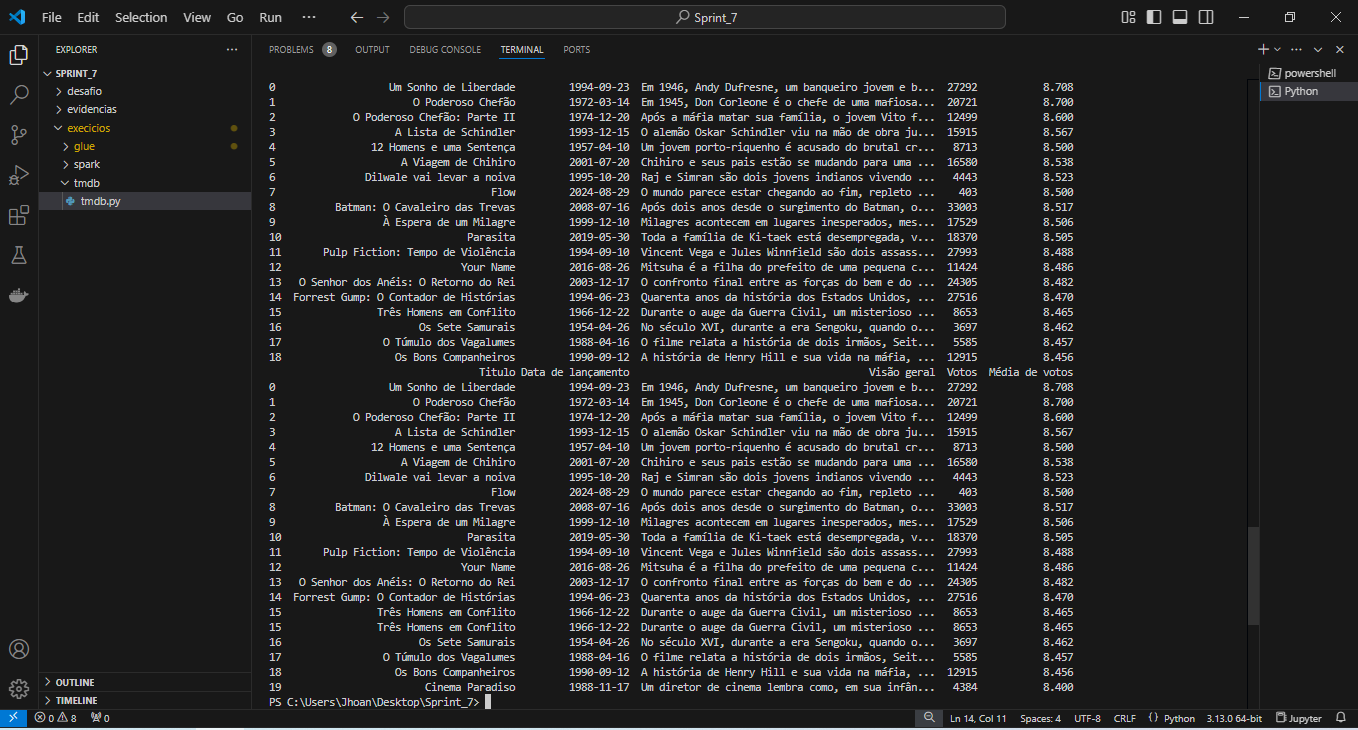 File Edit Selection View Go Run ··· Sprint_7
EXPLORER ···
SPRINT_7
desafio
evidencias
execicios
glue
spark
tmdb
tmdb.py
OUTLINE
TIMELINE
PROBLEMS 8 OUTPUT DEBUG CONSOLE TERMINAL PORTS
powershell
Python
0 Um Sonho de Liberdade 1994-09-23 Em 1946, Andy Dufresne, um banqueiro jovem e b... 27292 8.708
1 O Poderoso Chefão 1972-03-14 Em 1945, Don Corleone é o chefe de uma mafiosa... 20721 8.700
2 O Poderoso Chefão: Parte II 1974-12-20 Após a máfia matar sua família, o jovem Vito f... 12499 8.600
3 A Lista de Schindler 1993-12-15 O alemão Oskar Schindler viu na mão de obra ju... 15915 8.567
4 12 Homens e uma Sentença 1957-04-10 Um jovem porto-riquenho é acusado do brutal cr... 8713 8.500
5 A Viagem de Chihiro 2001-07-20 Chihiro e seus pais estão se mudando para uma ... 16580 8.538
6 Dilwale vai levar a noiva 1995-10-20 Raj e Simran são dois jovens indianos vivendo ... 4443 8.523
7 Flow 2024-08-29 O mundo parece estar chegando ao fim, repleto ... 403 8.500
8 Batman: O Cavaleiro das Trevas 2008-07-16 Após dois anos desde o surgimento do Batman, o... 33003 8.517
9 À Espera de um Milagre 1999-12-10 Milagres acontecem em lugares inesperados, mes... 17529 8.506
10 Parasita 2019-05-30 Toda a família de Ki-taek está desempregada, v... 18370 8.505
11 Pulp Fiction: Tempo de Violência 1994-09-10 Vincent Vega e Jules Winnfield são dois assass... 27993 8.488
12 Your Name 2016-08-26 Mitsuha é a filha do prefeito de uma pequena c... 11424 8.486
13 O Senhor dos Anéis: O Retorno do Rei 2003-12-17 O confronto final entre as forças do bem e do ... 24305 8.482
14 Forrest Gump: O Contador de Histórias 1994-06-23 Quarenta anos da história dos Estados Unidos, ... 27516 8.470
15 Três Homens em Conflito 1966-12-22 Durante o auge da Guerra Civil, um misterioso ... 8653 8.465
16 Os Sete Samurais 1954-04-26 No século XVI, durante a era Sengoku, quando o... 3697 8.462
17 O Túmulo dos Vagalumes 1988-04-16 O filme relata a história de dois irmãos, Seit... 5585 8.457
18 Os Bons Companheiros 1990-09-12 A história de Henry Hill e sua vida na máfia, ... 12915 8.456
Titulo Data de lançamento Visão geral Votos Média de votos
0 Um Sonho de Liberdade 1994-09-23 Em 1946, Andy Dufresne, um banqueiro jovem e b... 27292 8.708
1 O Poderoso Chefão 1972-03-14 Em 1945, Don Corleone é o chefe de uma mafiosa... 20721 8.700
2 O Poderoso Chefão: Parte II 1974-12-20 Após a máfia matar sua família, o jovem Vito f... 12499 8.600
3 A Lista de Schindler 1993-12-15 O alemão Oskar Schindler viu na mão de obra ju... 15915 8.567
4 12 Homens e uma Sentença 1957-04-10 Um jovem porto-riquenho é acusado do brutal cr... 8713 8.500
5 A Viagem de Chihiro 2001-07-20 Chihiro e seus pais estão se mudando para uma ... 16580 8.538
6 Dilwale vai levar a noiva 1995-10-20 Raj e Simran são dois jovens indianos vivendo ... 4443 8.523
7 Flow 2024-08-29 O mundo parece estar chegando ao fim, repleto ... 403 8.500
8 Batman: O Cavaleiro das Trevas 2008-07-16 Após dois anos desde o surgimento do Batman, o... 33003 8.517
9 À Espera de um Milagre 1999-12-10 Milagres acontecem em lugares inesperados, mes... 17529 8.506
10 Parasita 2019-05-30 Toda a família de Ki-taek está desempregada, v... 18370 8.505
11 Pulp Fiction: Tempo de Violência 1994-09-10 Vincent Vega e Jules Winnfield são dois assass... 27993 8.488
12 Your Name 2016-08-26 Mitsuha é a filha do prefeito de uma pequena c... 11424 8.486
13 O Senhor dos Anéis: O Retorno do Rei 2003-12-17 O confronto final entre as forças do bem e do ... 24305 8.482
14 Forrest Gump: O Contador de Histórias 1994-06-23 Quarenta anos da história dos Estados Unidos, ... 27516 8.470
15 Três Homens em Conflito 1966-12-22 Durante o auge da Guerra Civil, um misterioso ... 8653 8.465
15 Três Homens em Conflito 1966-12-22 Durante o auge da Guerra Civil, um misterioso ... 8653 8.465
16 Os Sete Samurais 1954-04-26 No século XVI, durante a era Sengoku, quando o... 3697 8.462
17 O Túmulo dos Vagalumes 1988-04-16 O filme relata a história de dois irmãos, Seit... 5585 8.457
18 Os Bons Companheiros 1990-09-12 A história de Henry Hill e sua vida na máfia, ... 12915 8.456
19 Cinema Paradiso 1988-11-17 Um diretor de cinema lembra como, em sua infân... 4384 8.400
PS C:\Users\Jhoan\Desktop\Sprint_7>
0 8 0 Ln 14, Col 11 Spaces: 4 UTF-8 CRLF {} Python 3.13.0 64-bit Jupyter